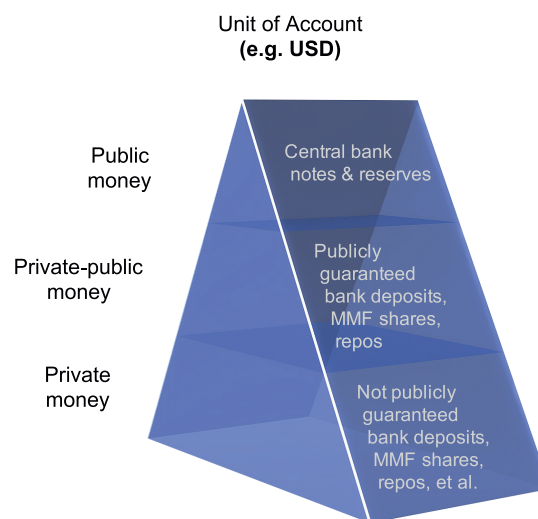 Unit of Account
(e.g. USD)
Public
money
Central bank
notes & reserves
Private-public
money
Publicly
guaranteed
bank deposits,
MMF shares,
repos
Private
money
Not publicly
guaranteed
bank deposits,
MMF shares,
repos, et al.